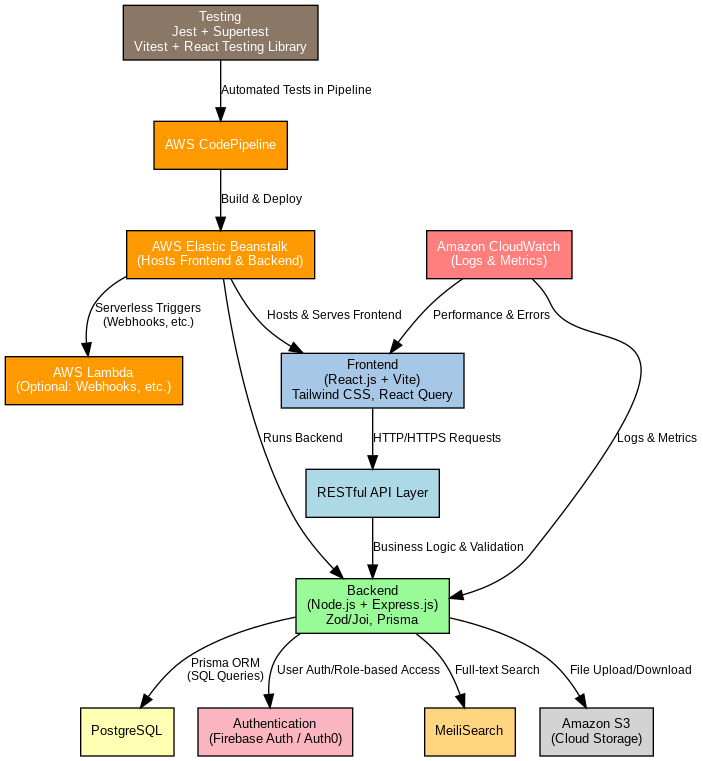 Testing
Jest + Supertest
Vitest + React Testing Library
Automated Tests in Pipeline
AWS CodePipeline
Build & Deploy
AWS Elastic Beanstalk
(Hosts Frontend & Backend)
Amazon CloudWatch
(Logs & Metrics)
Serverless Triggers
(Webhooks, etc.)
Hosts & Serves Frontend
Performance & Errors
AWS Lambda
(Optional: Webhooks, etc.)
Frontend
(React.js + Vite)
Tailwind CSS, React Query
Runs Backend
HTTP/HTTPS Requests
Logs & Metrics
RESTful API Layer
Business Logic & Validation
Backend
(Node.js + Express.js)
Zod/Joi, Prisma
Prisma ORM
(SQL Queries)
User Auth/Role-based Access
Full-text Search
File Upload/Download
PostgreSQL
Authentication
(Firebase Auth / Auth0)
MeiliSearch
Amazon S3
(Cloud Storage)